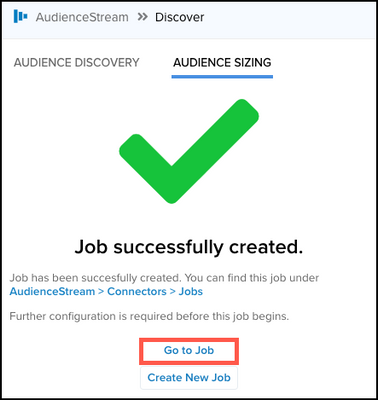 AudienceStream >> Discover
AUDIENCE DISCOVERY AUDIENCE SIZING
Job successfully created.
Job has been succesfully created. You can find this job under
AudienceStream > Connectors > Jobs
Further configuration is required before this job begins.
Go to Job
Create New Job